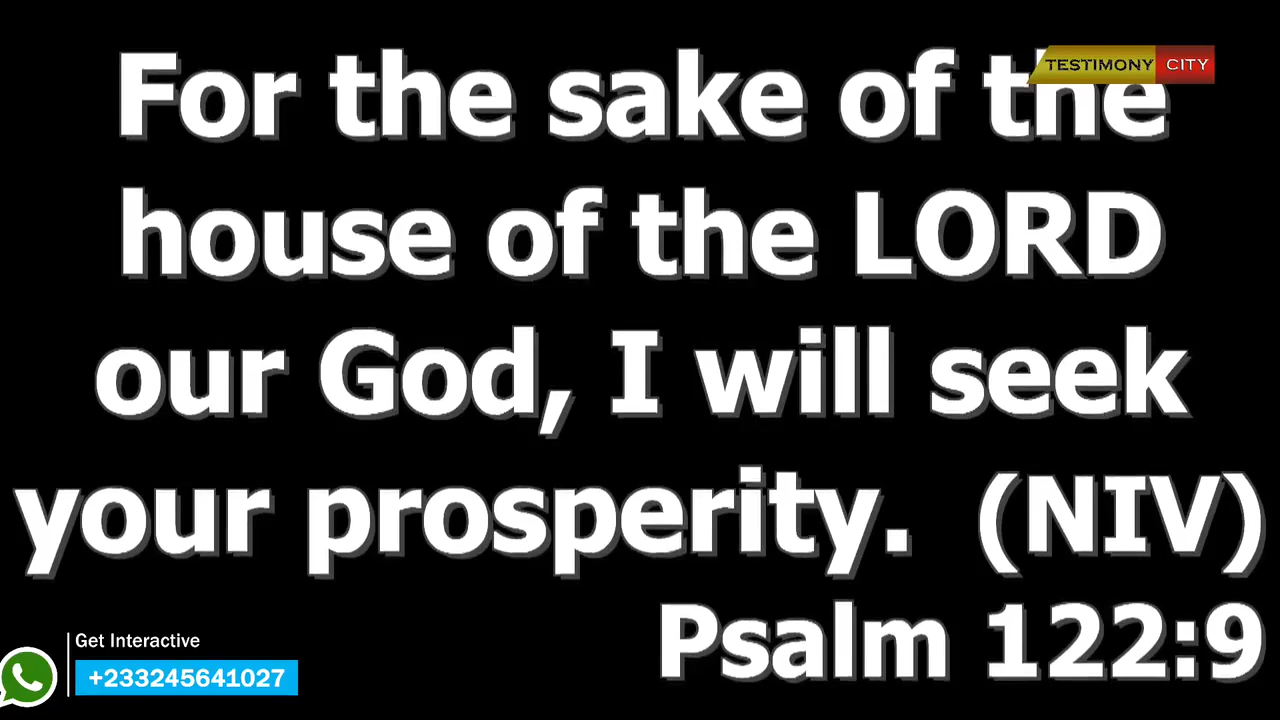 For the sake of the
TESTIMONY CITY
house of the LORD
our God, I will seek
your prosperity. (NIV)
Psalm 122:9
Get Interactive
+233245641027